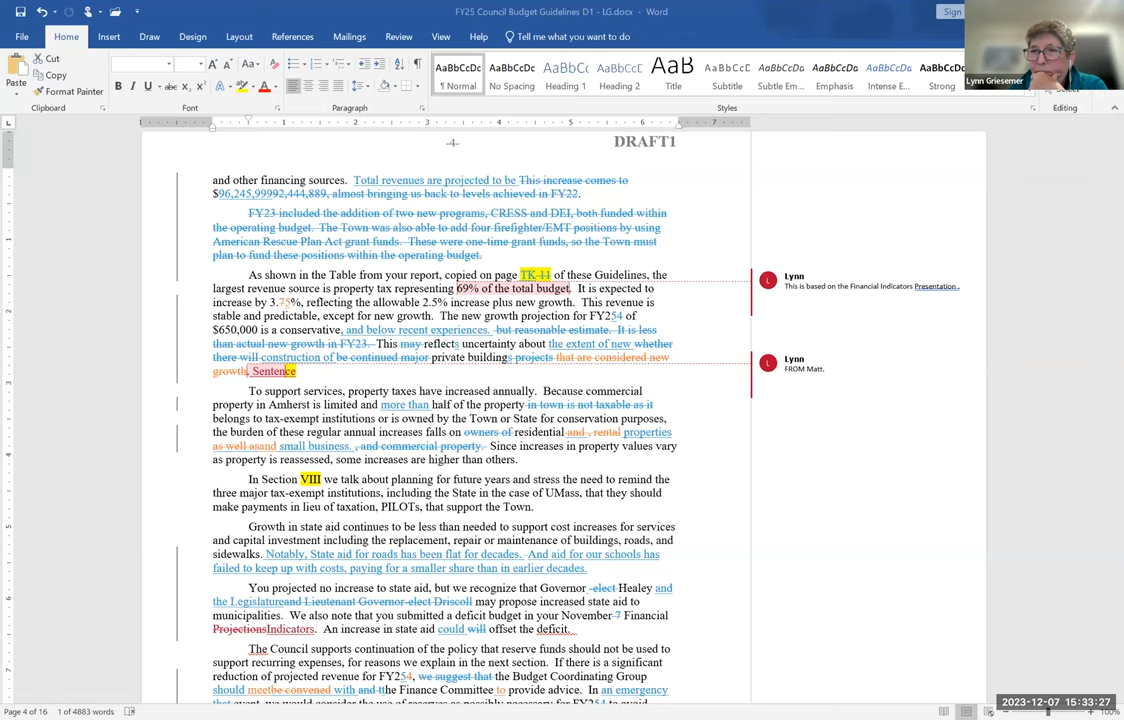 FY25 Council Budget Guidelines D1 - LG.docx - Word
Sign
File Home Insert Draw Design Layout References Mailings Review View Help Tell me what you want to do
Lynn Griesemer
Paste
Cut
Copy
Format Painter
Clipboard
Font
Paragraph
AaBbCcDc AaBbCcDc AaBbC AaBbCcD AaB AaBbCcD AaBbCcDc AaBbCcDc AaBbCcDc AaBbCcDc
¶ Normal No Spacing Heading 1 Heading 2 Title Subtitle Subtle Em... Emphasis Intense E... Strong
Styles
Editing
-4- DRAFT1
and other financing sources. Total revenues are projected to be This increase comes to
$96,245,99992,444,889, almost bringing us back to levels achieved in FY22.
FY23 included the addition of two new programs, CRESS and DEI, both funded within
the operating budget. The Town was also able to add four firefighter/EMT positions by using
American Rescue Plan Act grant funds. These were one-time grant funds, so the Town must
plan to fund these positions within the operating budget.
As shown in the Table from your report, copied on page TK 11 of these Guidelines, the
largest revenue source is property tax representing 69% of the total budget. It is expected to
increase by 3.75%, reflecting the allowable 2.5% increase plus new growth. This revenue is
stable and predictable, except for new growth. The new growth projection for FY254 of
$650,000 is a conservative, and below recent experiences. but reasonable estimate. It is less
than actual new growth in FY23. This may reflects uncertainty about the extent of new whether
there will construction of be continued major private buildings projects that are considered new
growth. Sentence
To support services, property taxes have increased annually. Because commercial
property in Amherst is limited and more than half of the property in town is not taxable as it
belongs to tax-exempt institutions or is owned by the Town or State for conservation purposes,
the burden of these regular annual increases falls on owners of residential and , rental properties
as well asand small business. , and commercial property. Since increases in property values vary
as property is reassessed, some increases are higher than others.
In Section VIII we talk about planning for future years and stress the need to remind the
three major tax-exempt institutions, including the State in the case of UMass, that they should
make payments in lieu of taxation, PILOTs, that support the Town.
Growth in state aid continues to be less than needed to support cost increases for services
and capital investment including the replacement, repair or maintenance of buildings, roads, and
sidewalks. Notably, State aid for roads has been flat for decades. And aid for our schools has
failed to keep up with costs, paying for a smaller share than in earlier decades.
You projected no increase to state aid, but we recognize that Governor -elect Healey and
the Legislatureand Lieutenant Governor-elect Driscoll may propose increased state aid to
municipalities. We also note that you submitted a deficit budget in your November 7 Financial
ProjectionsIndicators. An increase in state aid could will offset the deficit.
The Council supports continuation of the policy that reserve funds should not be used to
support recurring expenses, for reasons we explain in the next section. If there is a significant
reduction of projected revenue for FY254, we suggest that the Budget Coordinating Group
should meetbe convened with and tthe Finance Committee to provide advice. In an emergency
Lynn
This is based on the Financial Indicators Presentation .
Lynn
FROM Matt.
Page 4 of 16 1 of 4883 words
2023-12-07 15:33:27
100%